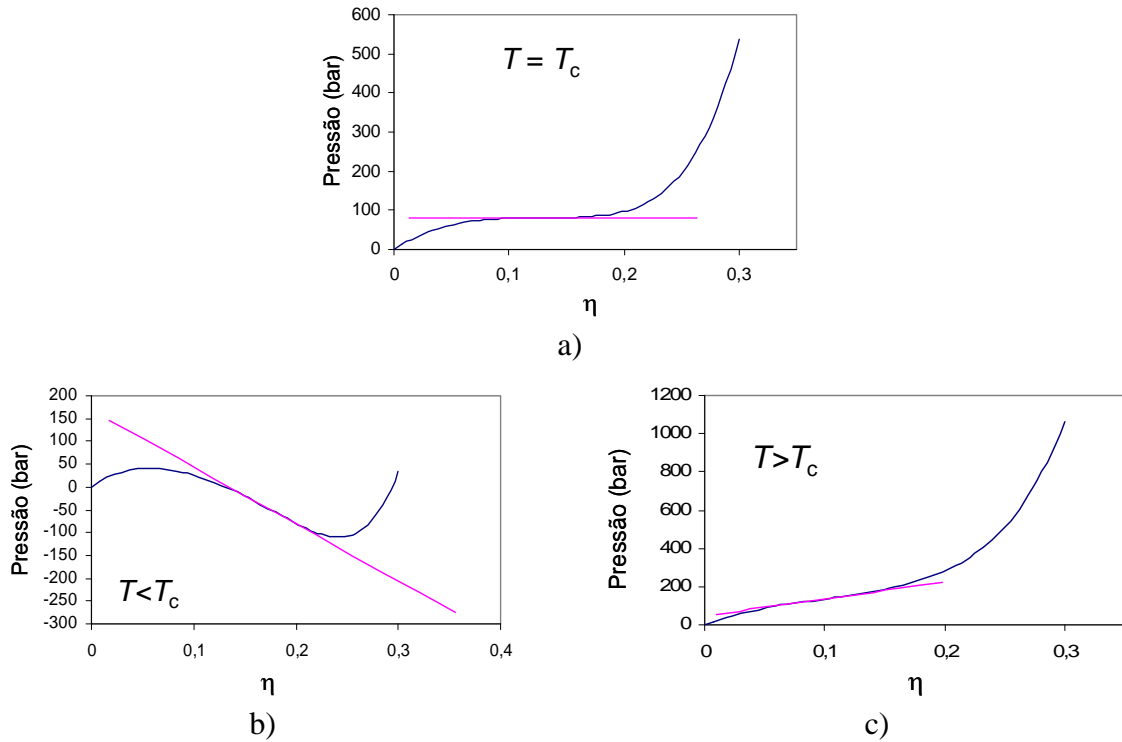 600
500
400
300
200
100
0
Pressão (bar)
T = Tc
0 0,1 0,2 0,3
η
a)
200
150
100
50
0
-50
-100
-150
-200
-250
-300
Pressão (bar)
T<Tc
0 0,1 0,2 0,3 0,4
η
b)
1200
1000
800
600
400
200
0
Pressão (bar)
T>Tc
0 0,1 0,2 0,3
η
c)